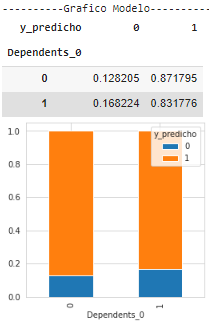 ----------Grafico Modelo----------
y_predicho 0 1
Dependents_0
0 0.128205 0.871795
1 0.168224 0.831776
1.0
y_predicho
0
1
0.8
0.6
0.4
0.2
0.0
0 1
Dependents_0